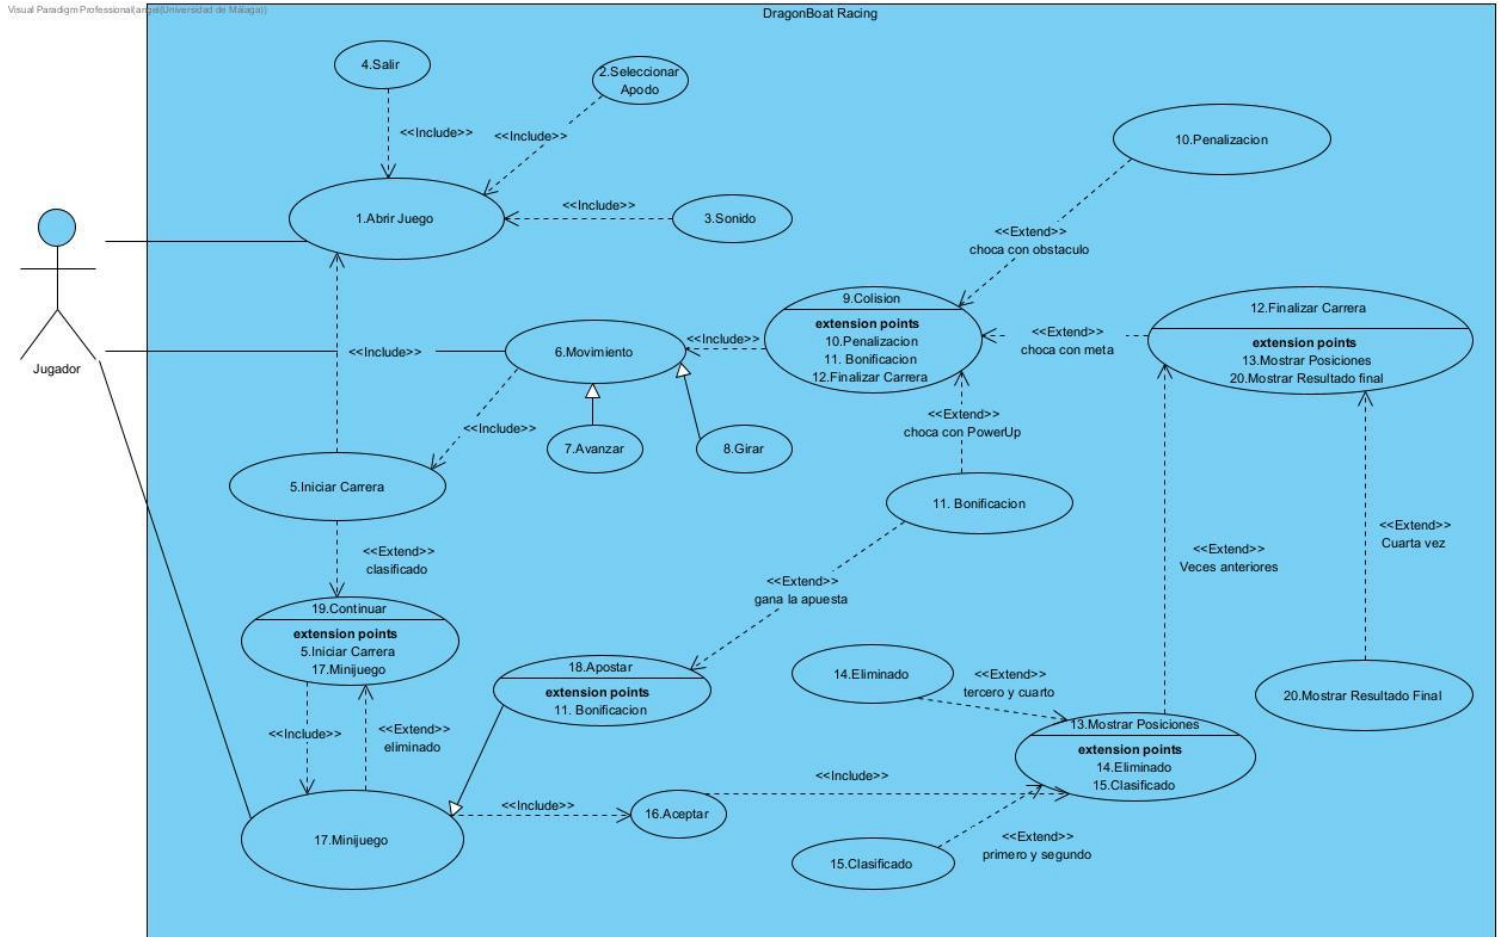 Visual Paradigm Professional(angel(Universidad de Málaga))
DragonBoat Racing
4.Salir
2.Seleccionar
Apodo
<<Include>>
<<Include>>
10.Penalizacion
1.Abrir Juego
<<Include>>
3.Sonido
<<Extend>>
choca con obstaculo
Jugador
<<Include>>
6.Movimiento
<<Include>>
9.Colision
extension points
10.Penalizacion
11. Bonificacion
12.Finalizar Carrera
<<Extend>>
choca con meta
12.Finalizar Carrera
extension points
13.Mostrar Posiciones
20.Mostrar Resultado final
<<Include>>
7.Avanzar
8.Girar
<<Extend>>
choca con PowerUp
5.Iniciar Carrera
11. Bonificacion
<<Extend>>
clasificado
<<Extend>>
gana la apuesta
<<Extend>>
Veces anteriores
<<Extend>>
Cuarta vez
19.Continuar
extension points
5.Iniciar Carrera
17.Minijuego
18.Apostar
extension points
11. Bonificacion
14.Eliminado
<<Extend>>
tercero y cuarto
20.Mostrar Resultado Final
<<Include>>
<<Extend>>
eliminado
13.Mostrar Posiciones
extension points
14.Eliminado
15.Clasificado
<<Include>>
<<Include>>
16.Aceptar
17.Minijuego
15.Clasificado
<<Extend>>
primero y segundo